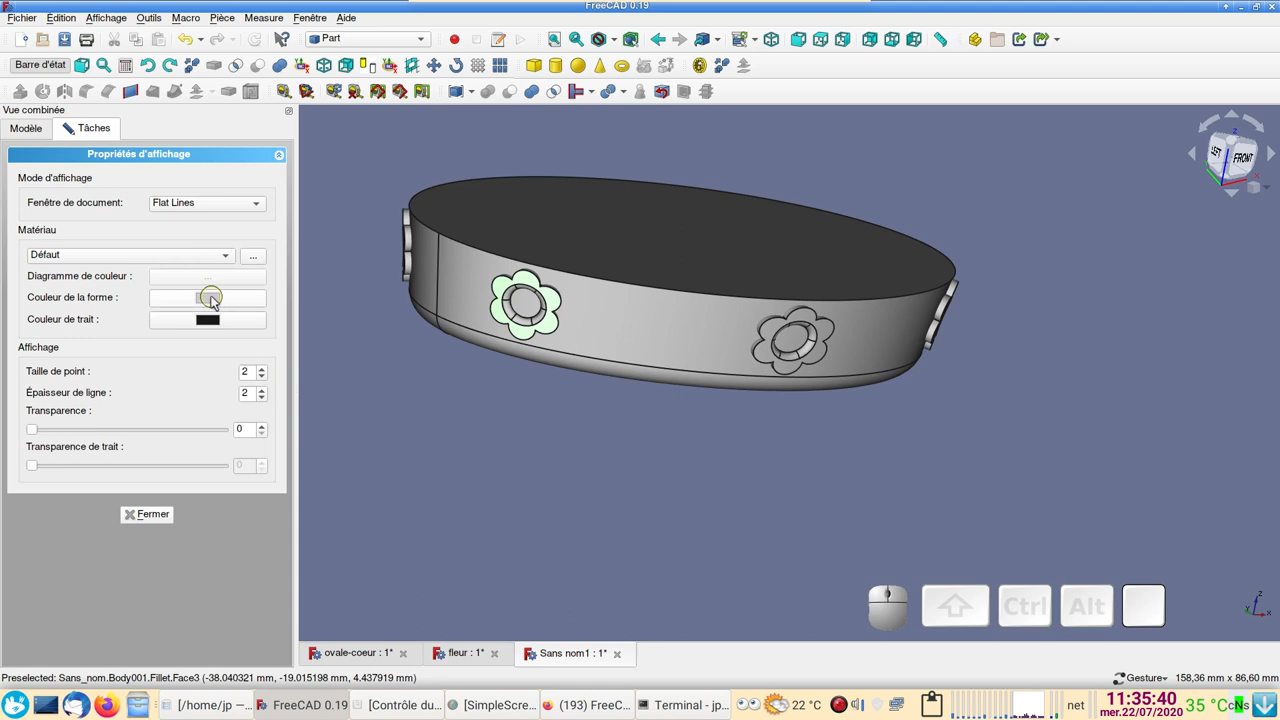 FreeCAD 0.19
Fichier Édition Affichage Outils Macro Pièce Mesure Fenêtre Aide
Part
Barre d'état
Vue combinée
Modèle Tâches
Propriétés d'affichage
Mode d'affichage
Fenêtre de document: Flat Lines
Matériau
Défaut ...
Diagramme de couleur : ...
Couleur de la forme :
Couleur de trait :
Affichage
Taille de point : 2
Épaisseur de ligne : 2
Transparence :
0
Transparence de trait :
0
Fermer
LEFT FRONT
Z
Ctrl Alt
ovale-coeur : 1* fleur : 1* Sans nom1 : 1*
Preselected: Sans_nom.Body001.Fillet.Face3 (-38.040321 mm, -19.015198 mm, 4.437919 mm) Gesture 158,36 mm x 86,60 mm
[/home/jp —... FreeCAD 0.19 [Contrôle du... [SimpleScre... (193) FreeC... Terminal - jp... 22 °C net 11:35:40 35 °C
mer.22/07/2020